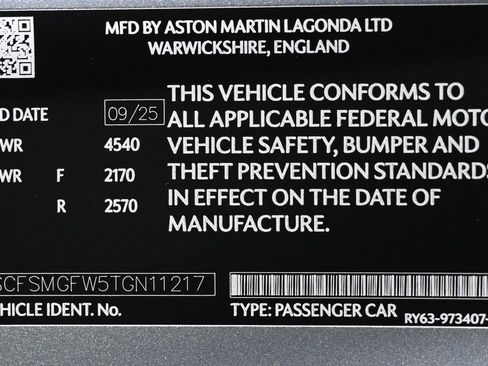 MFD BY ASTON MARTIN LAGONDA LTD
WARWICKSHIRE, ENGLAND
D DATE 09/25
WR 4540
WR F 2170
R 2570
THIS VEHICLE CONFORMS TO
ALL APPLICABLE FEDERAL MOTO
VEHICLE SAFETY, BUMPER AND
THEFT PREVENTION STANDARDS
IN EFFECT ON THE DATE OF
MANUFACTURE.
SCFSMGFW5TGN11217
EHICLE IDENT. No.
TYPE: PASSENGER CAR
RY63-973407-